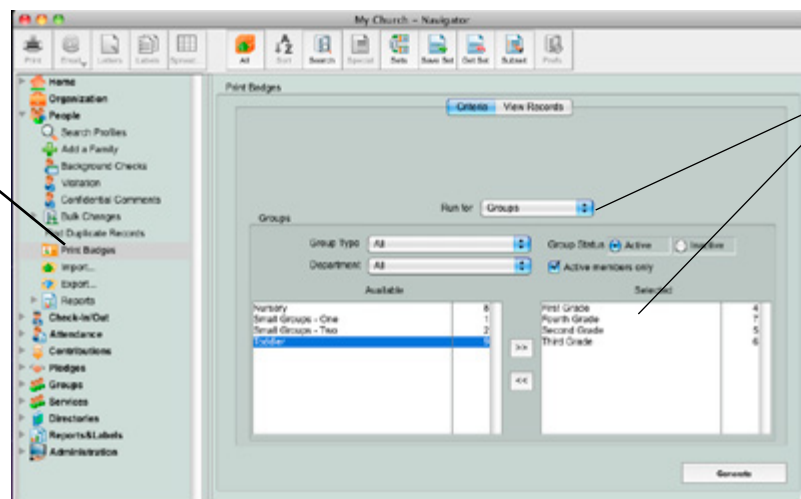 My Church – Navigator
Print
Email
Letters
Labels
Spread...
All
Sort
Search
Special
Sets
Save Set
Get Set
Subset
Prefs
Home
Organization
People
Search Profiles
Add a Family
Background Checks
Visitation
Confidential Comments
Bulk Changes
Find Duplicate Records
Print Badges
Import...
Export...
Reports
Check-In/Out
Attendance
Contributions
Pledges
Groups
Services
Directories
Reports&Labels
Administration
Print Badges
Criteria View Records
Run for Groups
Groups
Group Type All
Group Status Active Inactive
Department All
Active members only
Available
Nursery 8
Small Groups - One 1
Small Groups - Two 2
Toddler 9
>>
<<
Selected
First Grade 4
Fourth Grade 7
Second Grade 5
Third Grade 6
Generate